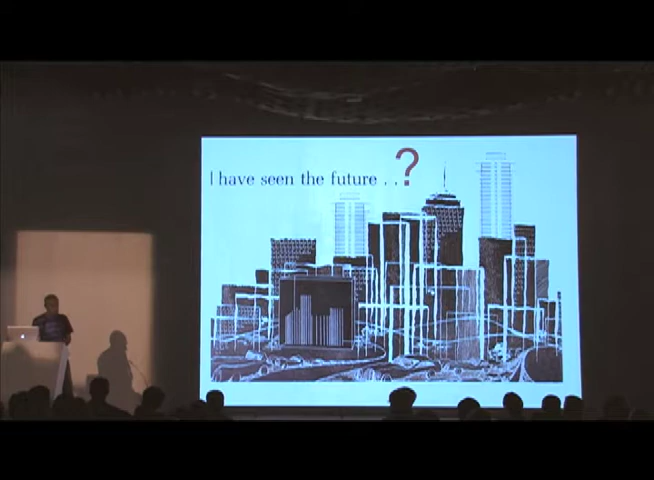 I have seen the future . . ?